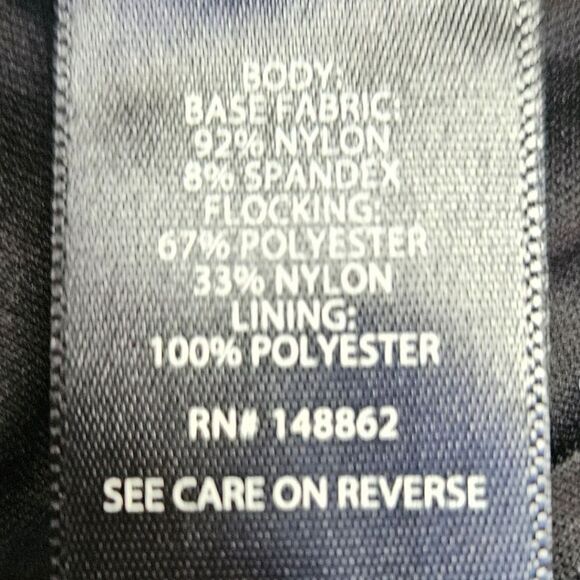 BODY:
BASE FABRIC:
92% NYLON
8% SPANDEX
FLOCKING:
67% POLYESTER
33% NYLON
LINING:
100% POLYESTER
RN# 148862
SEE CARE ON REVERSE